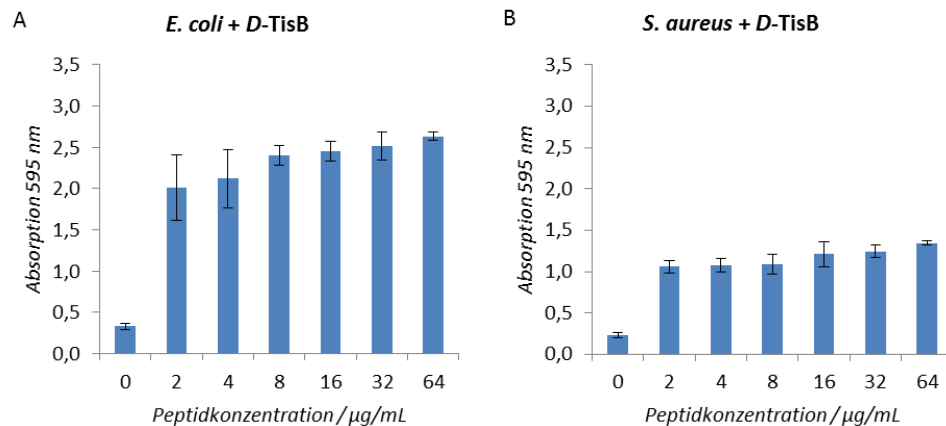 A
E. coli + D-TisB
3,5
3,0
2,5
2,0
1,5
1,0
0,5
0,0
Absorption 595 nm
0 2 4 8 16 32 64
Peptidkonzentration / µg/mL
B
S. aureus + D-TisB
3,5
3,0
2,5
2,0
1,5
1,0
0,5
0,0
Absorption 595 nm
0 2 4 8 16 32 64
Peptidkonzentration / µg/mL